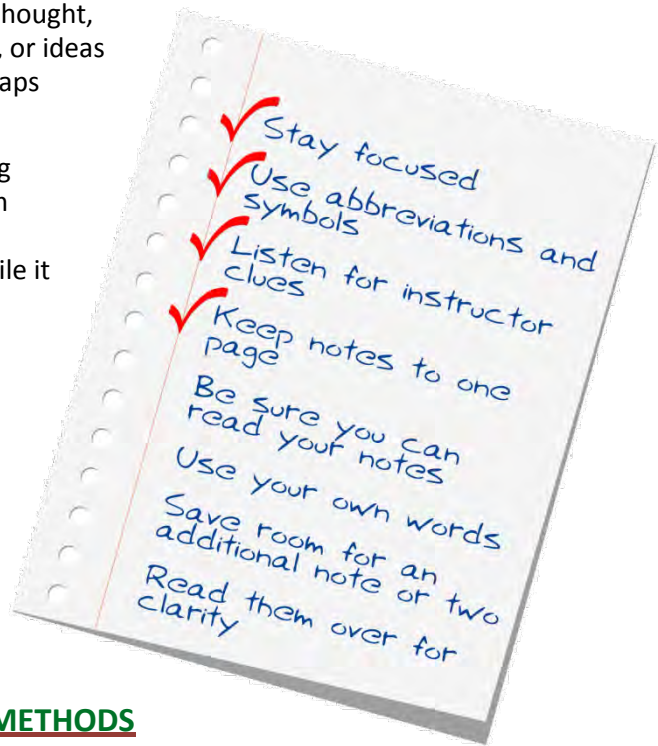 hought,
, or ideas
aps
g
n
ile it
Stay focused
Use abbreviations and
symbols
Listen for instructor
clues
Keep notes to one
page
Be sure you can
read your notes
Use your own words
Save room for an
additional note or two
Read them over for
clarity
METHODS